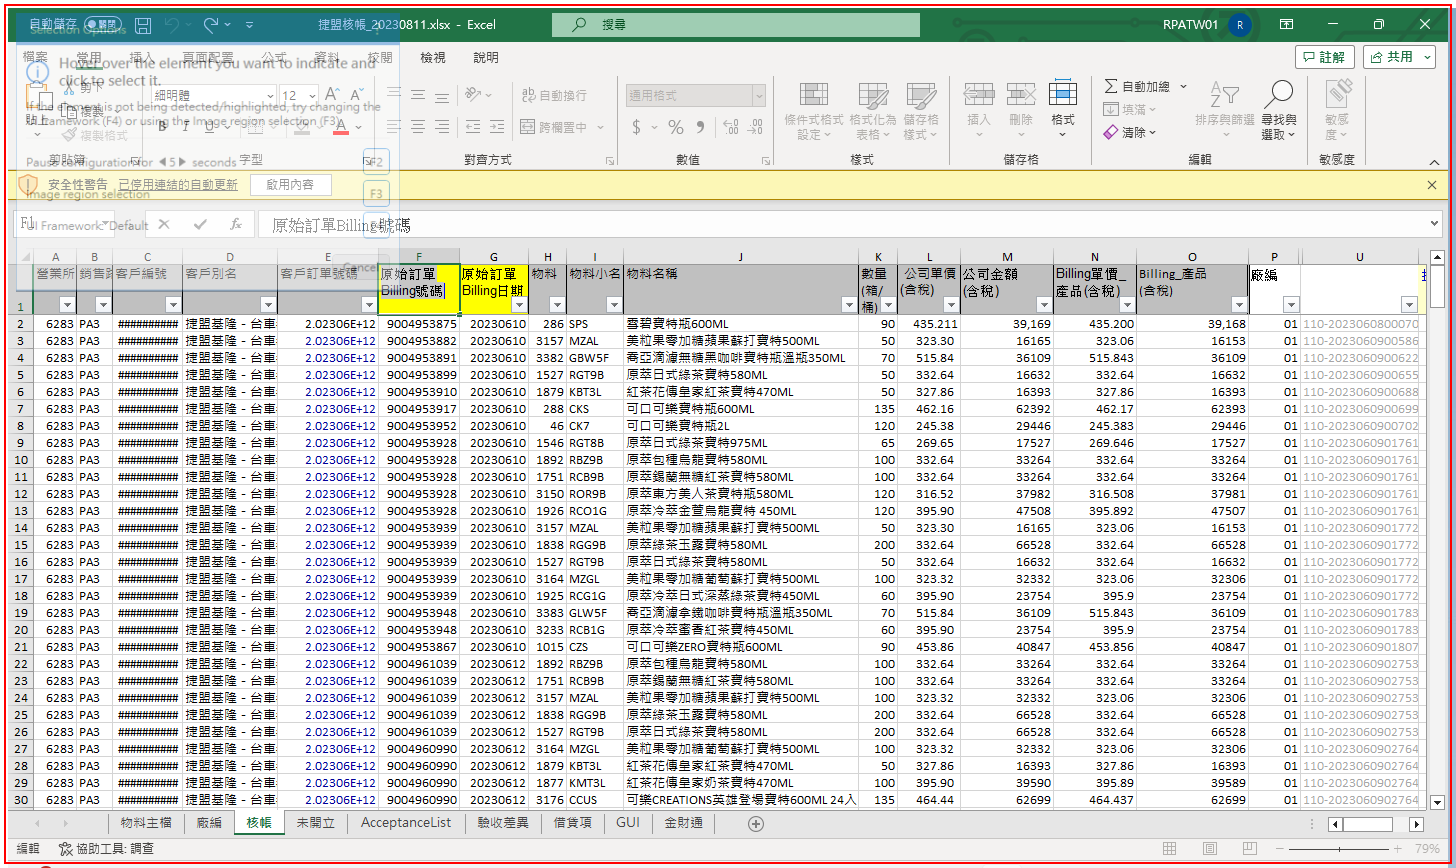 自動儲存 關閉 捷盟核帳_20230811.xlsx - Excel 搜尋 RPATW01 R
Selection Options
檔案 常用 插入 頁面配置 公式 資料 校閱 檢視 說明 註解 共用
Hover over the element you want to indicate and
click to select it.
If the element is not being detected/highlighted, try changing the
framework (F4) or using the Image region selection (F3).
貼上 剪下 複製 複製格式 細明體 12 B I U 自動換行 跨欄置中 通用格式 條件式格式設定 格式化為表格 儲存格樣式 插入 刪除 格式 自動加總 填滿 清除 排序與篩選 尋找與選取 敏感度
剪貼簿 字型 對齊方式 數值 樣式 儲存格 編輯 敏感度
Pause configuration for 5 seconds F2
安全性警告 已停用連結的自動更新 啟用內容
Image region selection F3
UI Framework: Default
F1 fx 原始訂單Billing號碼
Cancel
A B C D E F G H I J K L M N O P U
1 營業所 客戶編號 客戶別名 客戶訂單號碼 原始訂單Billing號碼 原始訂單Billing日期 物料 物料小名 物料名稱 數量(箱/桶) 公司單價(含稅) 公司金額(含稅) Billing單價_產品(含稅) Billing_產品(含稅) 廠編
2 6283 PA3 ########## 捷盟基隆 - 台車 2.02306E+12 9004953875 20230610 286 SPS 雪碧寶特瓶600ML 90 435.211 39,169 435.200 39,168 01 110-2023060800070
3 6283 PA3 ########## 捷盟基隆 - 台車 2.02306E+12 9004953882 20230610 3157 MZAL 美粒果零加糖蘋果蘇打寶特500ML 50 323.30 16165 323.06 16153 01 110-2023060900586
4 6283 PA3 ########## 捷盟基隆 - 台車 2.02306E+12 9004953891 20230610 3382 GBW5F 喬亞滴濾無糖黑咖啡寶特瓶溫瓶350ML 70 515.84 36109 515.843 36109 01 110-2023060900622
5 6283 PA3 ########## 捷盟基隆 - 台車 2.02306E+12 9004953899 20230610 1527 RGT9B 原萃日式綠茶寶特580ML 50 332.64 16632 332.64 16632 01 110-2023060900655
6 6283 PA3 ########## 捷盟基隆 - 台車 2.02306E+12 9004953910 20230610 1879 KBT3L 紅茶花傳皇家紅茶寶特470ML 50 327.86 16393 327.86 16393 01 110-2023060900688
7 6283 PA3 ########## 捷盟基隆 - 台車 2.02306E+12 9004953917 20230610 288 CKS 可口可樂寶特瓶600ML 135 462.16 62392 462.17 62393 01 110-2023060900699
8 6283 PA3 ########## 捷盟基隆 - 台車 2.02306E+12 9004953952 20230610 46 CK7 可口可樂寶特瓶2L 120 245.38 29446 245.383 29446 01 110-2023060900702
9 6283 PA3 ########## 捷盟基隆 - 台車 2.02306E+12 9004953928 20230610 1546 RGT8B 原萃日式綠茶寶特975ML 65 269.65 17527 269.646 17527 01 110-2023060901761
10 6283 PA3 ########## 捷盟基隆 - 台車 2.02306E+12 9004953928 20230610 1892 RBZ9B 原萃包種烏龍寶特580ML 100 332.64 33264 332.64 33264 01 110-2023060901761
11 6283 PA3 ########## 捷盟基隆 - 台車 2.02306E+12 9004953928 20230610 1751 RCB9B 原萃錫蘭無糖紅茶寶特580ML 100 332.64 33264 332.64 33264 01 110-2023060901761
12 6283 PA3 ########## 捷盟基隆 - 台車 2.02306E+12 9004953928 20230610 3150 ROR9B 原萃東方美人茶寶特瓶580ML 120 316.52 37982 316.508 37981 01 110-2023060901761
13 6283 PA3 ########## 捷盟基隆 - 台車 2.02306E+12 9004953928 20230610 1926 RCO1G 原萃冷萃金萱烏龍寶特 450ML 120 395.90 47508 395.892 47507 01 110-2023060901761
14 6283 PA3 ########## 捷盟基隆 - 台車 2.02306E+12 9004953939 20230610 3157 MZAL 美粒果零加糖蘋果蘇打寶特500ML 50 323.30 16165 323.06 16153 01 110-2023060901772
15 6283 PA3 ########## 捷盟基隆 - 台車 2.02306E+12 9004953939 20230610 1838 RGG9B 原萃綠茶玉露寶特580ML 200 332.64 66528 332.64 66528 01 110-2023060901772
16 6283 PA3 ########## 捷盟基隆 - 台車 2.02306E+12 9004953939 20230610 1527 RGT9B 原萃日式綠茶寶特580ML 50 332.64 16632 332.64 16632 01 110-2023060901772
17 6283 PA3 ########## 捷盟基隆 - 台車 2.02306E+12 9004953939 20230610 3164 MZGL 美粒果零加糖葡萄蘇打寶特500ML 100 323.32 32332 323.06 32306 01 110-2023060901772
18 6283 PA3 ########## 捷盟基隆 - 台車 2.02306E+12 9004953939 20230610 1925 RCG1G 原萃冷萃日式深蒸綠茶寶特450ML 60 395.90 23754 395.9 23754 01 110-2023060901772
19 6283 PA3 ########## 捷盟基隆 - 台車 2.02306E+12 9004953948 20230610 3383 GLW5F 喬亞滴濾拿鐵咖啡寶特瓶溫瓶350ML 70 515.84 36109 515.843 36109 01 110-2023060901783
20 6283 PA3 ########## 捷盟基隆 - 台車 2.02306E+12 9004953948 20230610 3233 RCB1G 原萃冷萃蜜香紅茶寶特450ML 60 395.90 23754 395.9 23754 01 110-2023060901783
21 6283 PA3 ########## 捷盟基隆 - 台車 2.02306E+12 9004953867 20230610 1015 CZS 可口可樂ZERO寶特瓶600ML 90 453.86 40847 453.856 40847 01 110-2023060901807
22 6283 PA3 ########## 捷盟基隆 - 台車 2.02306E+12 9004961039 20230612 1892 RBZ9B 原萃包種烏龍寶特580ML 100 332.64 33264 332.64 33264 01 110-2023060902753
23 6283 PA3 ########## 捷盟基隆 - 台車 2.02306E+12 9004961039 20230612 1751 RCB9B 原萃錫蘭無糖紅茶寶特580ML 100 332.64 33264 332.64 33264 01 110-2023060902753
24 6283 PA3 ########## 捷盟基隆 - 台車 2.02306E+12 9004961039 20230612 3157 MZAL 美粒果零加糖蘋果蘇打寶特500ML 100 323.32 32332 323.06 32306 01 110-2023060902753
25 6283 PA3 ########## 捷盟基隆 - 台車 2.02306E+12 9004961039 20230612 1838 RGG9B 原萃綠茶玉露寶特580ML 200 332.64 66528 332.64 66528 01 110-2023060902753
26 6283 PA3 ########## 捷盟基隆 - 台車 2.02306E+12 9004961039 20230612 1527 RGT9B 原萃日式綠茶寶特580ML 200 332.64 66528 332.64 66528 01 110-2023060902753
27 6283 PA3 ########## 捷盟基隆 - 台車 2.02306E+12 9004960990 20230612 3164 MZGL 美粒果零加糖葡萄蘇打寶特500ML 100 323.32 32332 323.06 32306 01 110-2023060902764
28 6283 PA3 ########## 捷盟基隆 - 台車 2.02306E+12 9004960990 20230612 1879 KBT3L 紅茶花傳皇家紅茶寶特470ML 50 327.86 16393 327.86 16393 01 110-2023060902764
29 6283 PA3 ########## 捷盟基隆 - 台車 2.02306E+12 9004960990 20230612 1877 KMT3L 紅茶花傳皇家奶茶寶特470ML 100 395.90 39590 395.89 39589 01 110-2023060902764
30 6283 PA3 ########## 捷盟基隆 - 台車 2.02306E+12 9004960990 20230612 3176 CCUS 可樂CREATIONS英雄登場寶特600ML 24入 135 464.44 62699 464.437 62699 01 110-2023060902764
物料主檔 廠編 核帳 未開立 AcceptanceList 驗收差異 借貸項 GUI 金財通
編輯 協助工具: 調查 79%